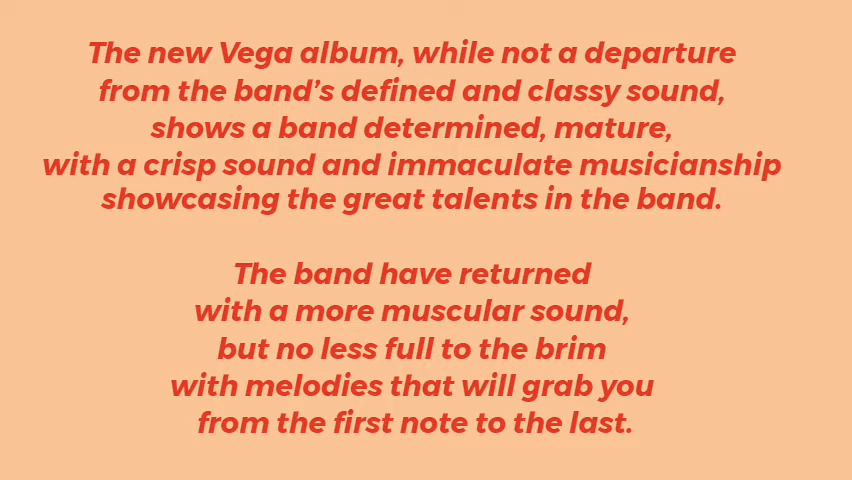 The new Vega album, while not a departure
from the band’s defined and classy sound,
shows a band determined, mature,
with a crisp sound and immaculate musicianship
showcasing the great talents in the band.
The band have returned
with a more muscular sound,
but no less full to the brim
with melodies that will grab you
from the first note to the last.